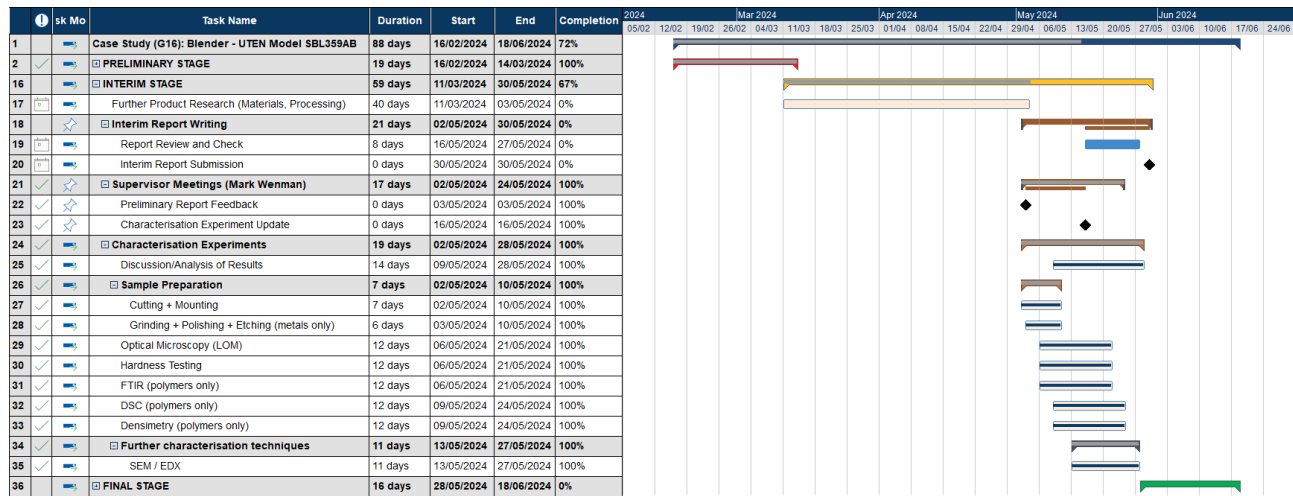 sk Mo Task Name Duration Start End Completion
2024 Mar 2024 Apr 2024 May 2024 Jun 2024
05/02 12/02 19/02 26/02 04/03 11/03 18/03 25/03 01/04 08/04 15/04 22/04 29/04 06/05 13/05 20/05 27/05 03/06 10/06 17/06 24/06
1 Case Study (G16): Blender - UTEN Model SBL359AB 88 days 16/02/2024 18/06/2024 72%
2 PRELIMINARY STAGE 19 days 16/02/2024 14/03/2024 100%
16 INTERIM STAGE 59 days 11/03/2024 30/05/2024 67%
17 Further Product Research (Materials, Processing) 40 days 11/03/2024 03/05/2024 0%
18 Interim Report Writing 21 days 02/05/2024 30/05/2024 0%
19 Report Review and Check 8 days 16/05/2024 27/05/2024 0%
20 Interim Report Submission 0 days 30/05/2024 30/05/2024 0%
21 Supervisor Meetings (Mark Wenman) 17 days 02/05/2024 24/05/2024 100%
22 Preliminary Report Feedback 0 days 03/05/2024 03/05/2024 100%
23 Characterisation Experiment Update 0 days 16/05/2024 16/05/2024 100%
24 Characterisation Experiments 19 days 02/05/2024 28/05/2024 100%
25 Discussion/Analysis of Results 14 days 09/05/2024 28/05/2024 100%
26 Sample Preparation 7 days 02/05/2024 10/05/2024 100%
27 Cutting + Mounting 7 days 02/05/2024 10/05/2024 100%
28 Grinding + Polishing + Etching (metals only) 6 days 03/05/2024 10/05/2024 100%
29 Optical Microscopy (LOM) 12 days 06/05/2024 21/05/2024 100%
30 Hardness Testing 12 days 06/05/2024 21/05/2024 100%
31 FTIR (polymers only) 12 days 06/05/2024 21/05/2024 100%
32 DSC (polymers only) 12 days 09/05/2024 24/05/2024 100%
33 Densimetry (polymers only) 12 days 09/05/2024 24/05/2024 100%
34 Further characterisation techniques 11 days 13/05/2024 27/05/2024 100%
35 SEM / EDX 11 days 13/05/2024 27/05/2024 100%
36 FINAL STAGE 16 days 28/05/2024 18/06/2024 0%